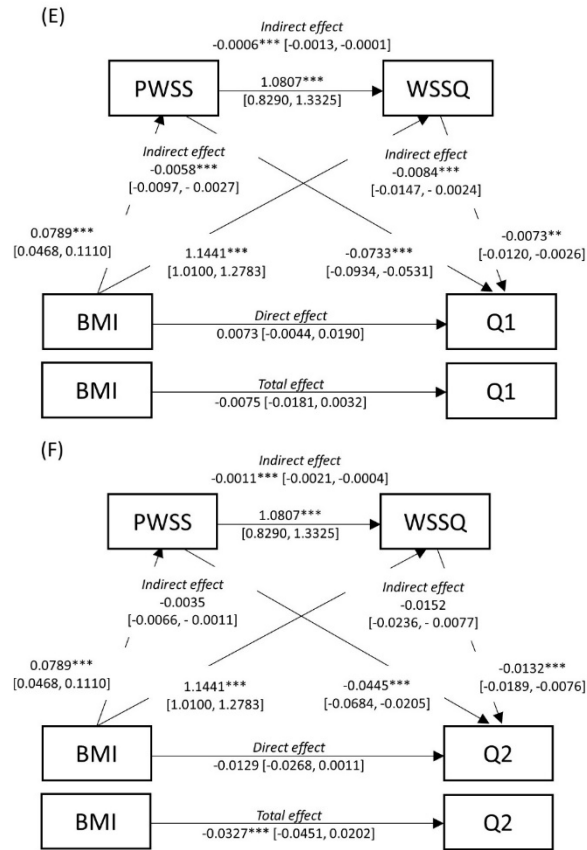 (E)
Indirect effect
-0.0006*** [-0.0013, -0.0001]
PWSS
1.0807***
[0.8290, 1.3325]
WSSQ
Indirect effect
-0.0058***
[-0.0097, - 0.0027]
Indirect effect
-0.0084***
[-0.0147, - 0.0024]
0.0789***
[0.0468, 0.1110]
1.1441***
[1.0100, 1.2783]
-0.0733***
[-0.0934, -0.0531]
-0.0073**
[-0.0120, -0.0026]
BMI
Direct effect
0.0073 [-0.0044, 0.0190]
Q1
BMI
Total effect
-0.0075 [-0.0181, 0.0032]
Q1
(F)
Indirect effect
-0.0011*** [-0.0021, -0.0004]
PWSS
1.0807***
[0.8290, 1.3325]
WSSQ
Indirect effect
-0.0035
[-0.0066, - 0.0011]
Indirect effect
-0.0152
[-0.0236, - 0.0077]
0.0789***
[0.0468, 0.1110]
1.1441***
[1.0100, 1.2783]
-0.0445***
[-0.0684, -0.0205]
-0.0132***
[-0.0189, -0.0076]
BMI
Direct effect
-0.0129 [-0.0268, 0.0011]
Q2
BMI
Total effect
-0.0327*** [-0.0451, 0.0202]
Q2